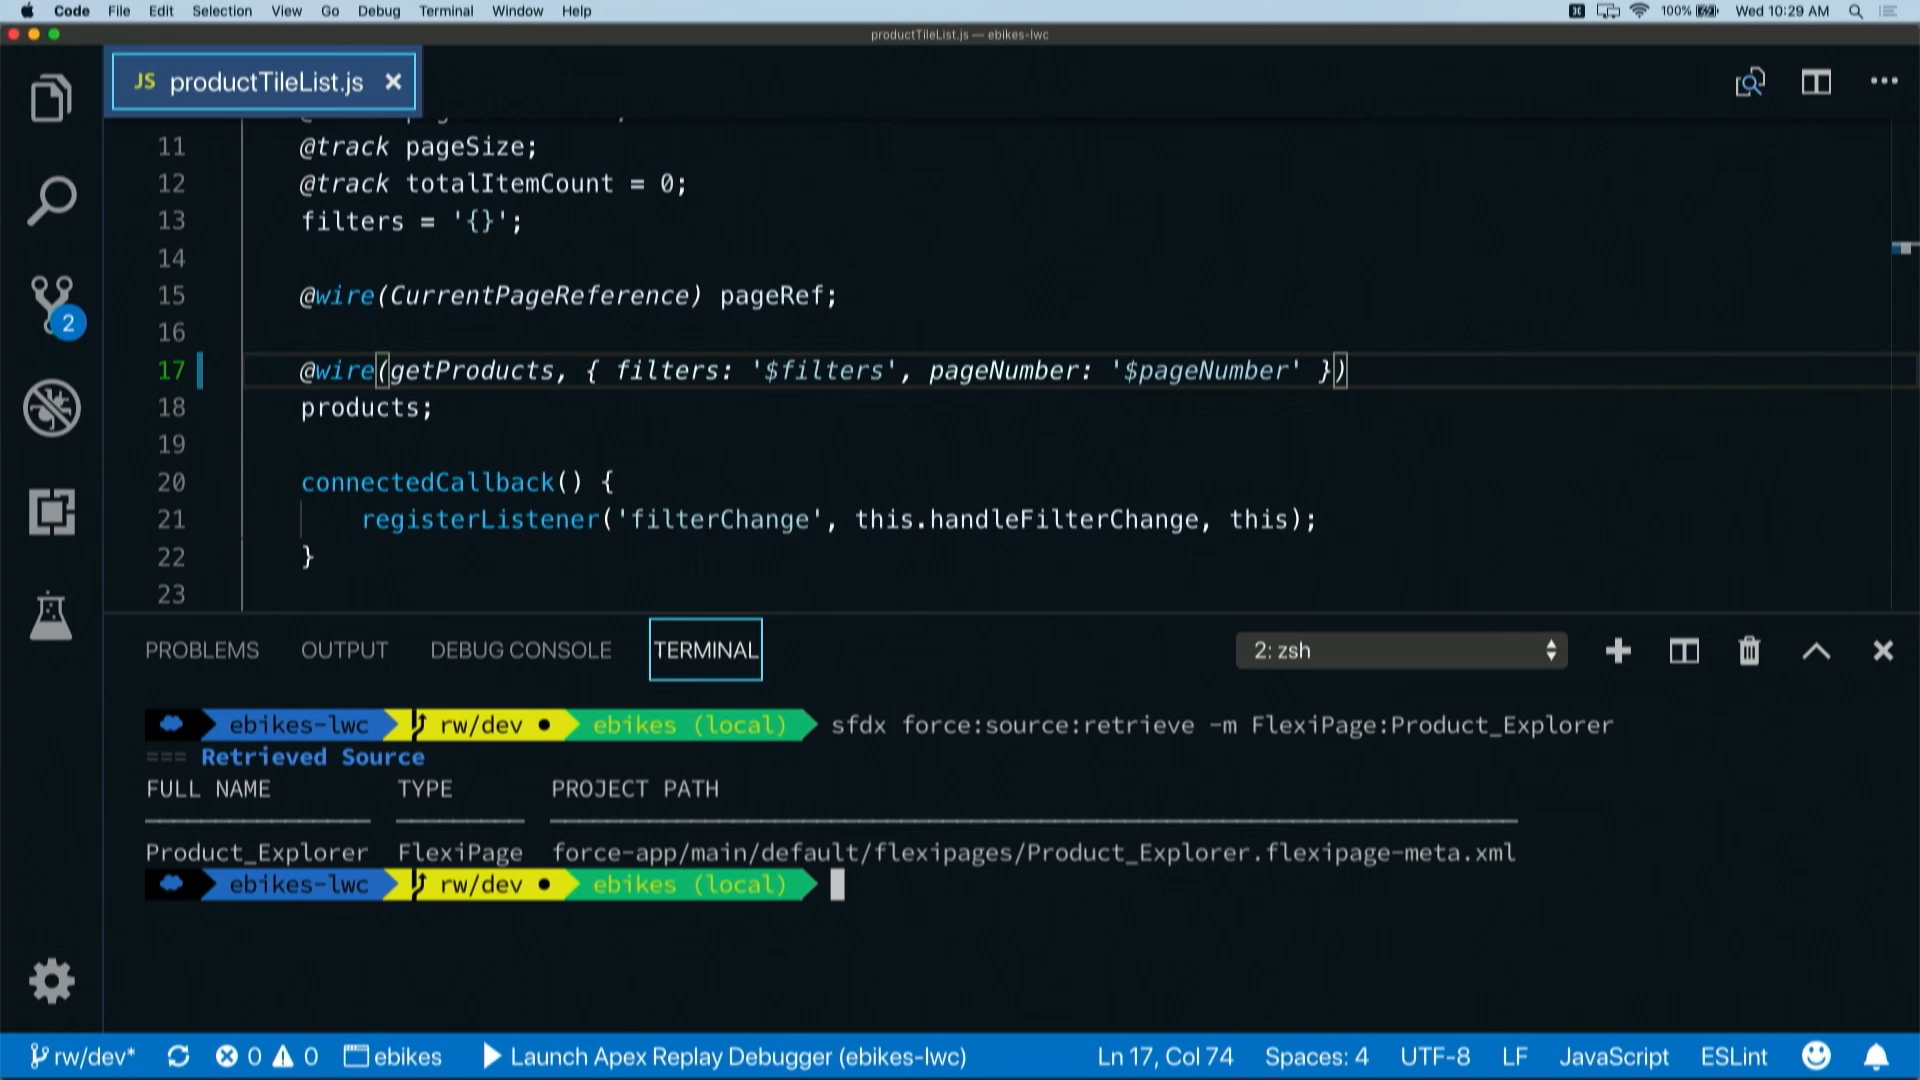 Code File Edit Selection View Go Debug Terminal Window Help 100% Wed 10:29 AM
productTileList.js — ebikes-lwc
JS productTileList.js
11 @track pageSize;
12 @track totalItemCount = 0;
13 filters = '{}';
14
15 @wire(CurrentPageReference) pageRef;
16
17 @wire(getProducts, { filters: '$filters', pageNumber: '$pageNumber' })
18 products;
19
20 connectedCallback() {
21 registerListener('filterChange', this.handleFilterChange, this);
22 }
23
2
PROBLEMS OUTPUT DEBUG CONSOLE TERMINAL 2: zsh
ebikes-lwc rw/dev ● ebikes (local) sfdx force:source:retrieve -m FlexiPage:Product_Explorer
=== Retrieved Source
FULL NAME TYPE PROJECT PATH
Product_Explorer FlexiPage force-app/main/default/flexipages/Product_Explorer.flexipage-meta.xml
ebikes-lwc rw/dev ● ebikes (local)
rw/dev* 0 0 ebikes Launch Apex Replay Debugger (ebikes-lwc) Ln 17, Col 74 Spaces: 4 UTF-8 LF JavaScript ESLint